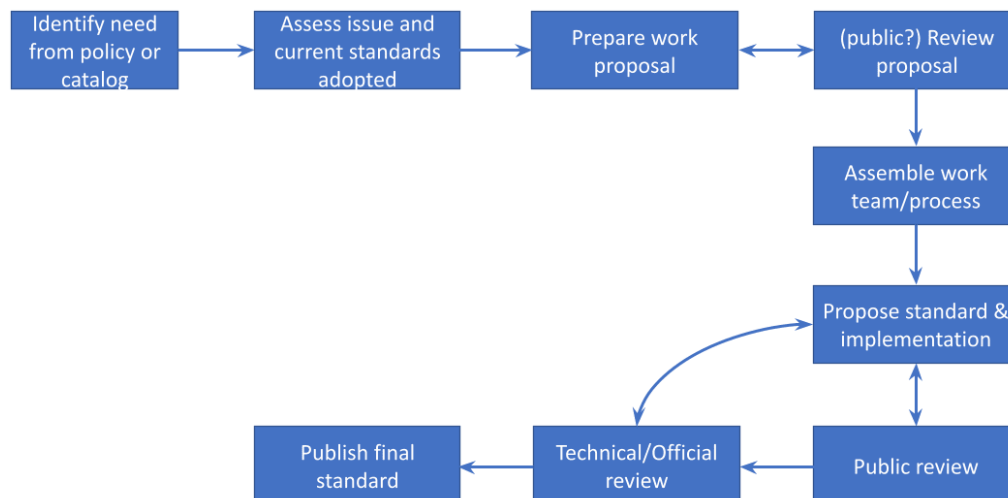 Identify need
from policy or
catalog
Assess issue and
current standards
adopted
Prepare work
proposal
(public?) Review
proposal
Assemble work
team/process
Propose standard &
implementation
Publish final
standard
Technical/Official
review
Public review